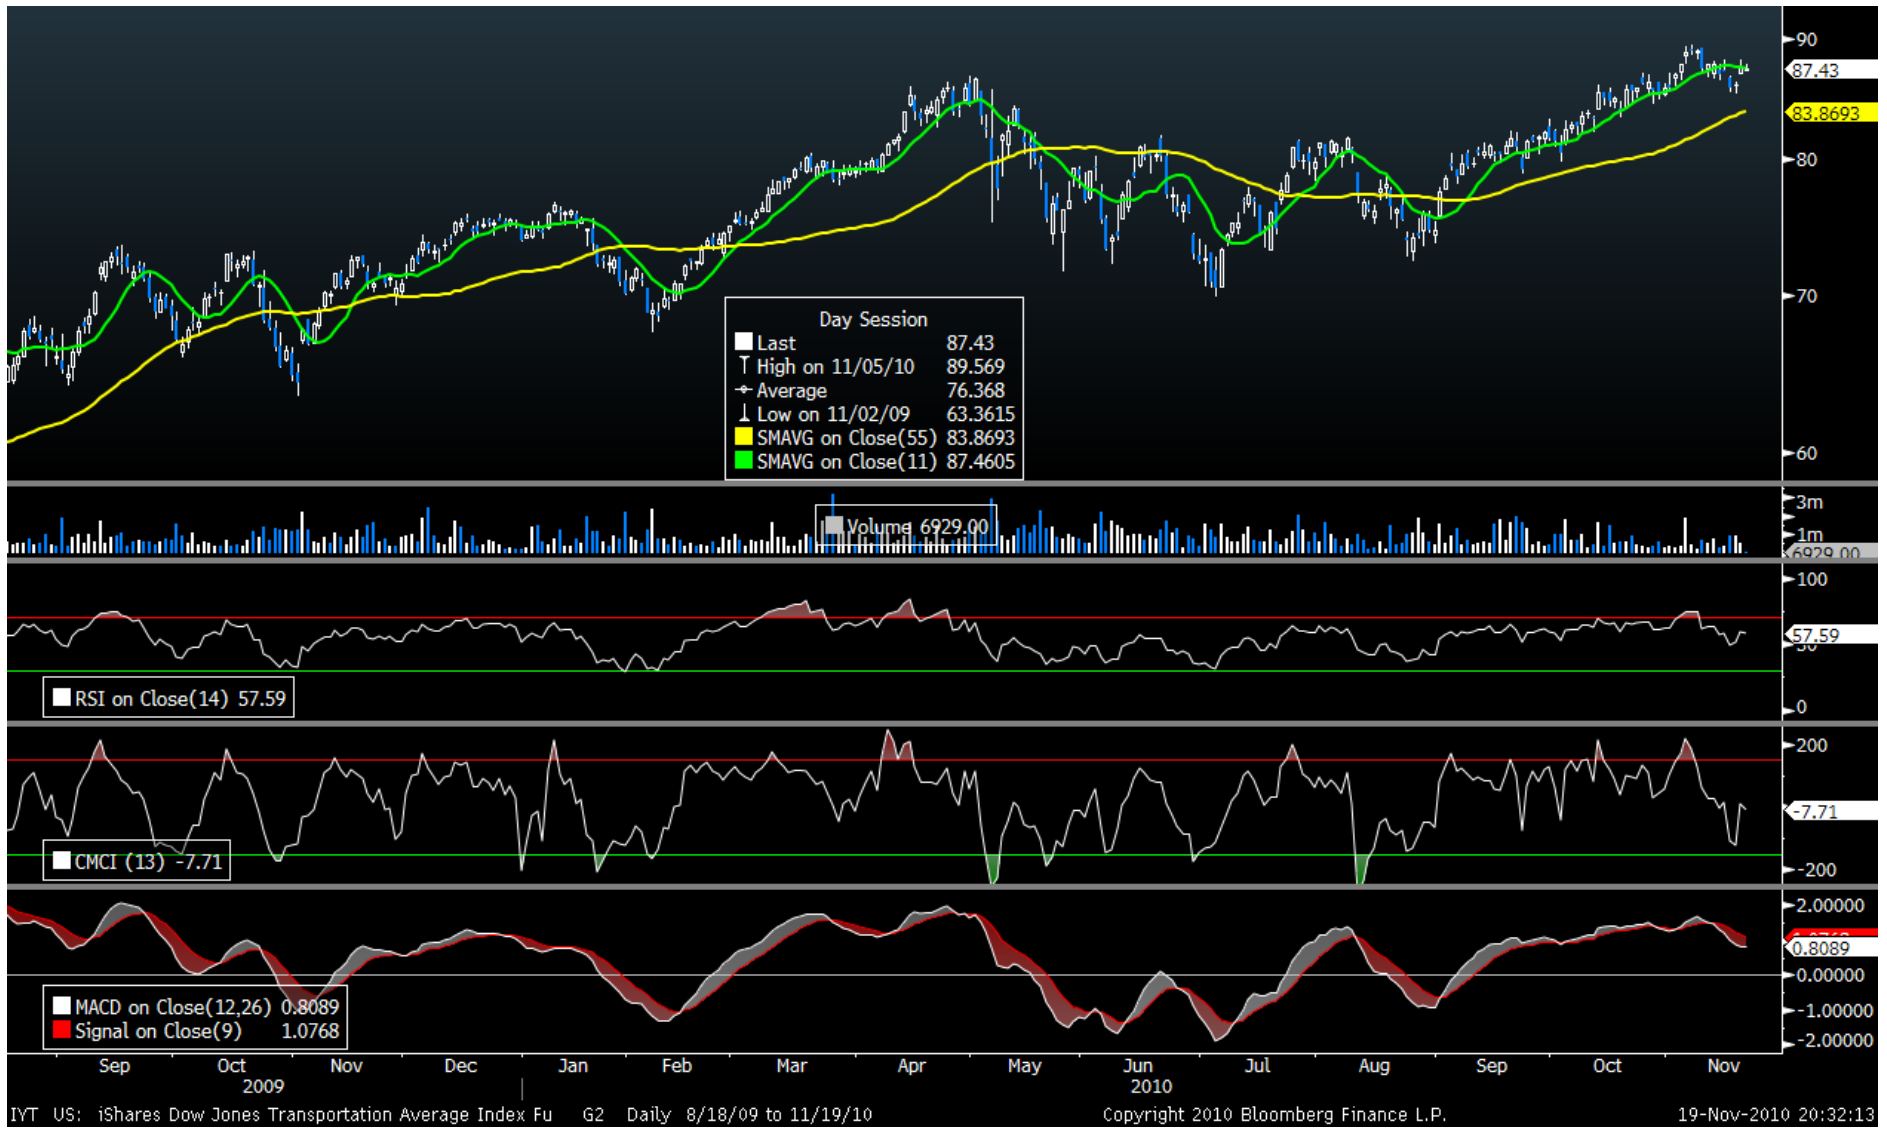 90
87.43
83.8693
80
70
60
Day Session
Last 87.43
High on 11/05/10 89.569
Average 76.368
Low on 11/02/09 63.3615
SMAVG on Close(55) 83.8693
SMAVG on Close(11) 87.4605
3m
Volume 6929.00
1m
6929.00
100
57.59
50
RSI on Close(14) 57.59
0
200
-7.71
CMCI (13) -7.71
-200
2.00000
1.0768
0.8089
0.00000
MACD on Close(12,26) 0.8089
-1.00000
Signal on Close(9) 1.0768
-2.00000
Sep Oct Nov Dec Jan Feb Mar Apr May Jun Jul Aug Sep Oct Nov
2009 2010
IYT US: iShares Dow Jones Transportation Average Index Fu G2 Daily 8/18/09 to 11/19/10 Copyright 2010 Bloomberg Finance L.P. 19-Nov-2010 20:32:13